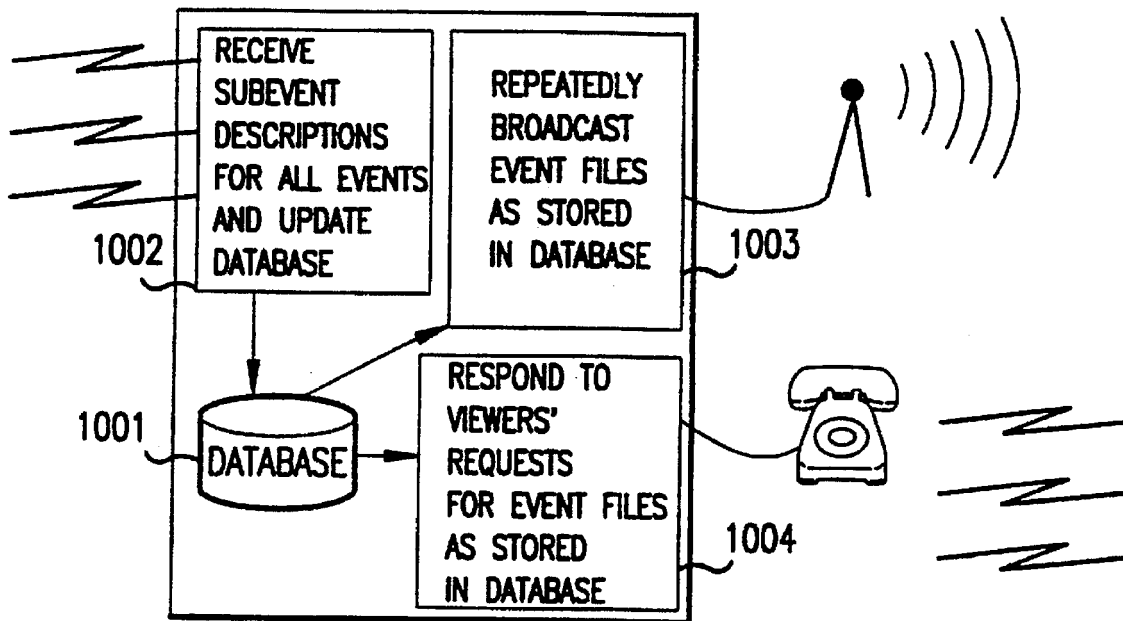 RECEIVE
SUBEVENT
DESCRIPTIONS
FOR ALL EVENTS
AND UPDATE
DATABASE
1002
REPEATEDLY
BROADCAST
EVENT FILES
AS STORED
IN DATABASE
1003
1001
DATABASE
RESPOND TO
VIEWERS'
REQUESTS
FOR EVENT FILES
AS STORED
IN DATABASE
1004